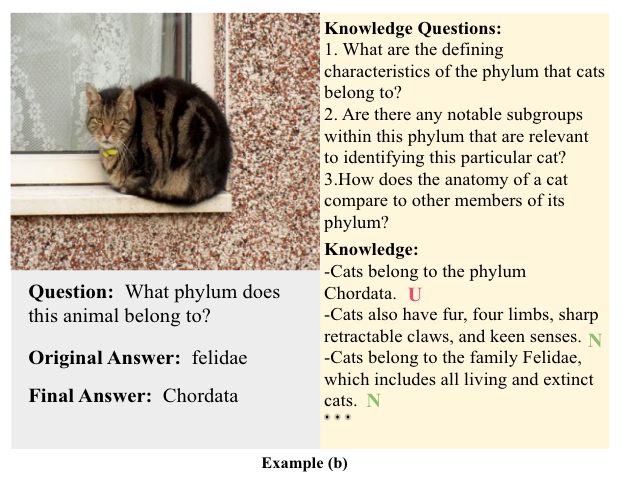 Question: What phylum does
this animal belong to?
Original Answer: felidae
Final Answer: Chordata
Knowledge Questions:
1. What are the defining
characteristics of the phylum that cats
belong to?
2. Are there any notable subgroups
within this phylum that are relevant
to identifying this particular cat?
3.How does the anatomy of a cat
compare to other members of its
phylum?
Knowledge:
-Cats belong to the phylum
Chordata. U
-Cats also have fur, four limbs, sharp
retractable claws, and keen senses. N
-Cats belong to the family Felidae,
which includes all living and extinct
cats. N
• • •
Example (b)